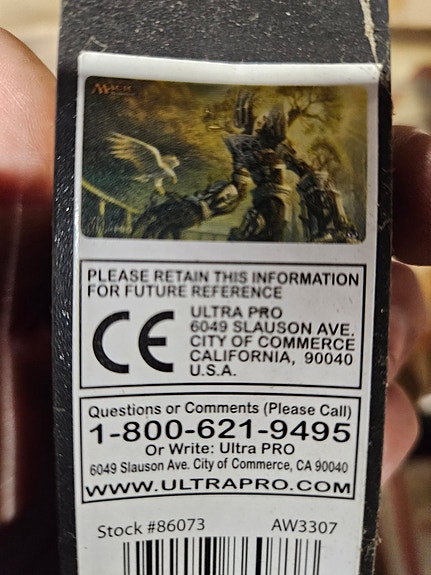 MAGIC
PLEASE RETAIN THIS INFORMATION
FOR FUTURE REFERENCE
CE
ULTRA PRO
6049 SLAUSON AVE.
CITY OF COMMERCE
CALIFORNIA, 90040
U.S.A.
Questions or Comments (Please Call)
1-800-621-9495
Or Write: Ultra PRO
6049 Slauson Ave. City of Commerce, CA 90040
WWW.ULTRAPRO.COM
Stock #86073 AW3307